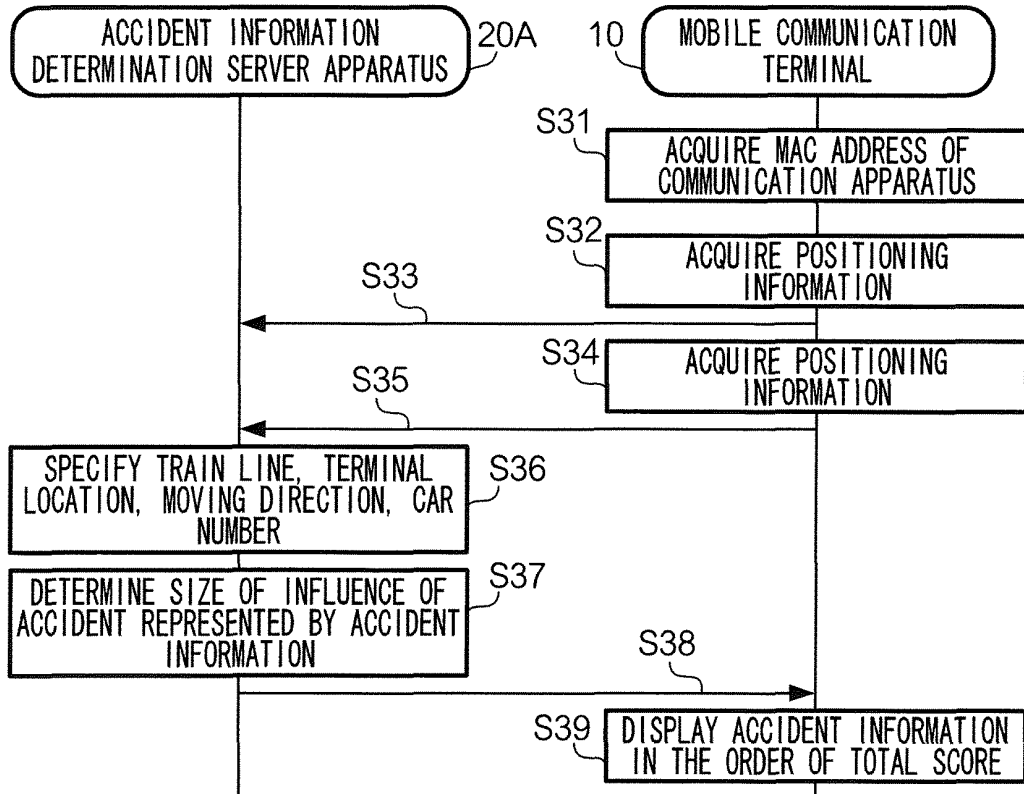 ACCIDENT INFORMATION
DETERMINATION SERVER APPARATUS
20A
10
MOBILE COMMUNICATION
TERMINAL
S31
ACQUIRE MAC ADDRESS OF
COMMUNICATION APPARATUS
S32
ACQUIRE POSITIONING
INFORMATION
S33
S34
ACQUIRE POSITIONING
INFORMATION
S35
SPECIFY TRAIN LINE, TERMINAL
LOCATION, MOVING DIRECTION, CAR
NUMBER
S36
DETERMINE SIZE OF INFLUENCE OF
ACCIDENT REPRESENTED BY ACCIDENT
INFORMATION
S37
S38
S39
DISPLAY ACCIDENT INFORMATION
IN THE ORDER OF TOTAL SCORE